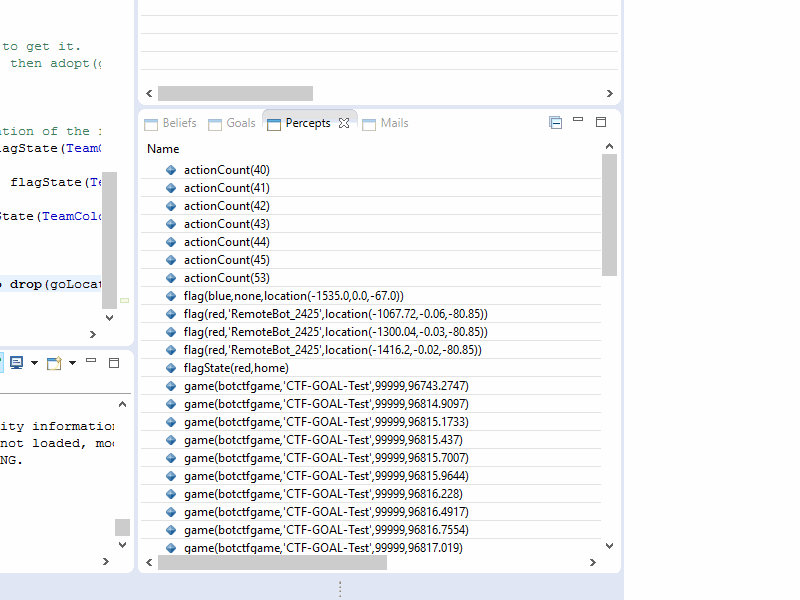 to get it.
then adopt(
ation of the
lagState(Team
flagState(Te
State(TeamColo
drop(goLocat
ity information
not loaded, mo
NG.
Beliefs Goals Percepts Mails
Name
actionCount(40)
actionCount(41)
actionCount(42)
actionCount(43)
actionCount(44)
actionCount(45)
actionCount(53)
flag(blue,none,location(-1535.0,0.0,-67.0))
flag(red,'RemoteBot_2425',location(-1067.72,-0.06,-80.85))
flag(red,'RemoteBot_2425',location(-1300.04,-0.03,-80.85))
flag(red,'RemoteBot_2425',location(-1416.2,-0.02,-80.85))
flagState(red,home)
game(botctfgame,'CTF-GOAL-Test',99999,96743.2747)
game(botctfgame,'CTF-GOAL-Test',99999,96814.9097)
game(botctfgame,'CTF-GOAL-Test',99999,96815.1733)
game(botctfgame,'CTF-GOAL-Test',99999,96815.437)
game(botctfgame,'CTF-GOAL-Test',99999,96815.7007)
game(botctfgame,'CTF-GOAL-Test',99999,96815.9644)
game(botctfgame,'CTF-GOAL-Test',99999,96816.228)
game(botctfgame,'CTF-GOAL-Test',99999,96816.4917)
game(botctfgame,'CTF-GOAL-Test',99999,96816.7554)
game(botctfgame,'CTF-GOAL-Test',99999,96817.019)